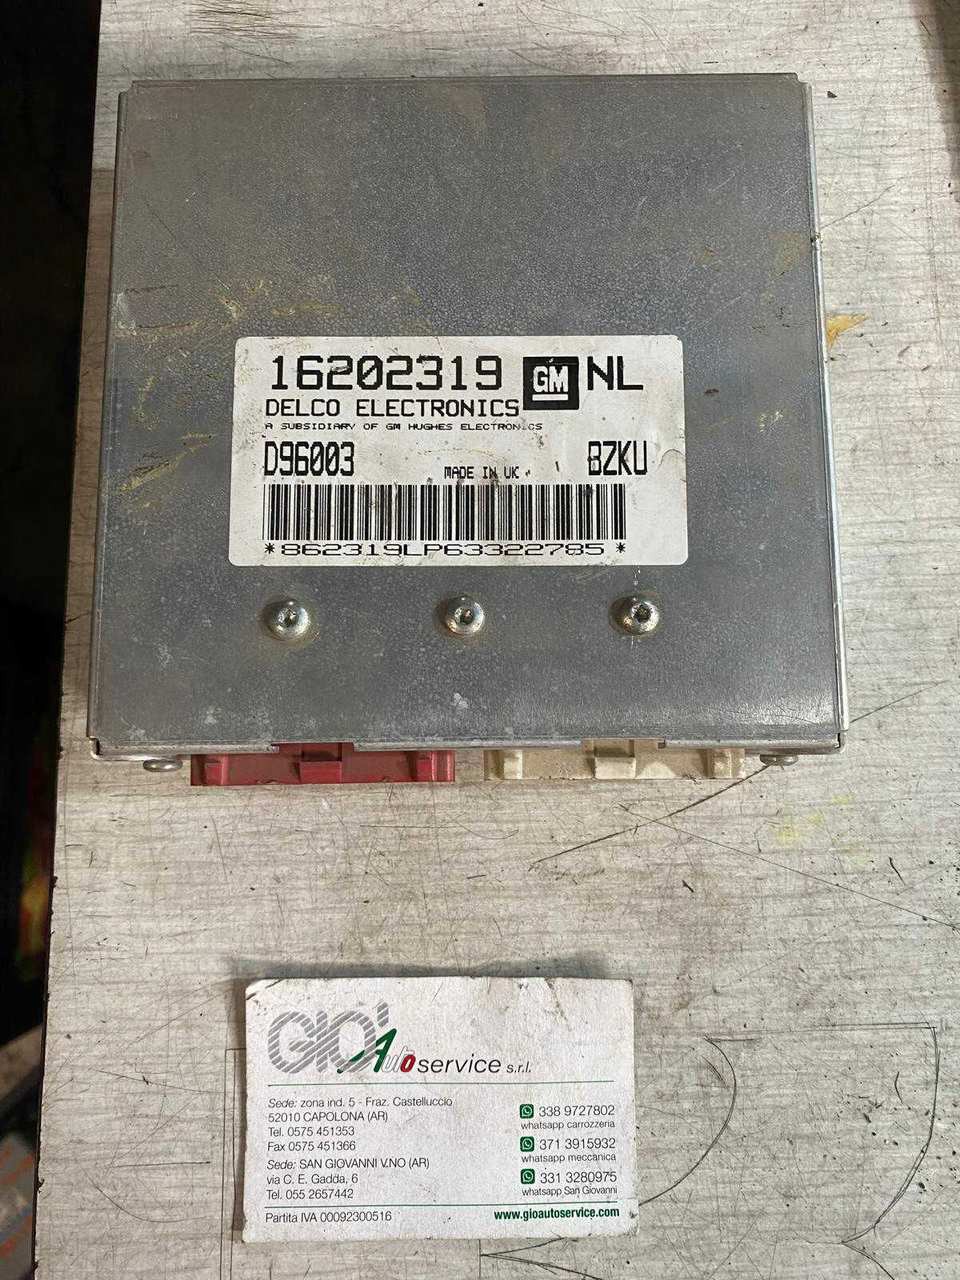 16202319 GM NL
DELCO ELECTRONICS
A SUBSIDIARY OF GM HUGHES ELECTRONICS
D96003 MADE IN UK BZKU
*862319LP63322785*
GIO' Auto service s.r.l.
Sede: zona ind. 5 - Fraz. Castelluccio
52010 CAPOLONA (AR)
Tel. 0575 451353
Fax 0575 451366
Sede: SAN GIOVANNI V.NO (AR)
via C. E. Gadda, 6
Tel. 055 2657442
Partita IVA 00092300516
338 9727802
whatsapp carrozzeria
371 3915932
whatsapp meccanica
331 3280975
whatsapp San Giovanni
www.gioautoservice.com